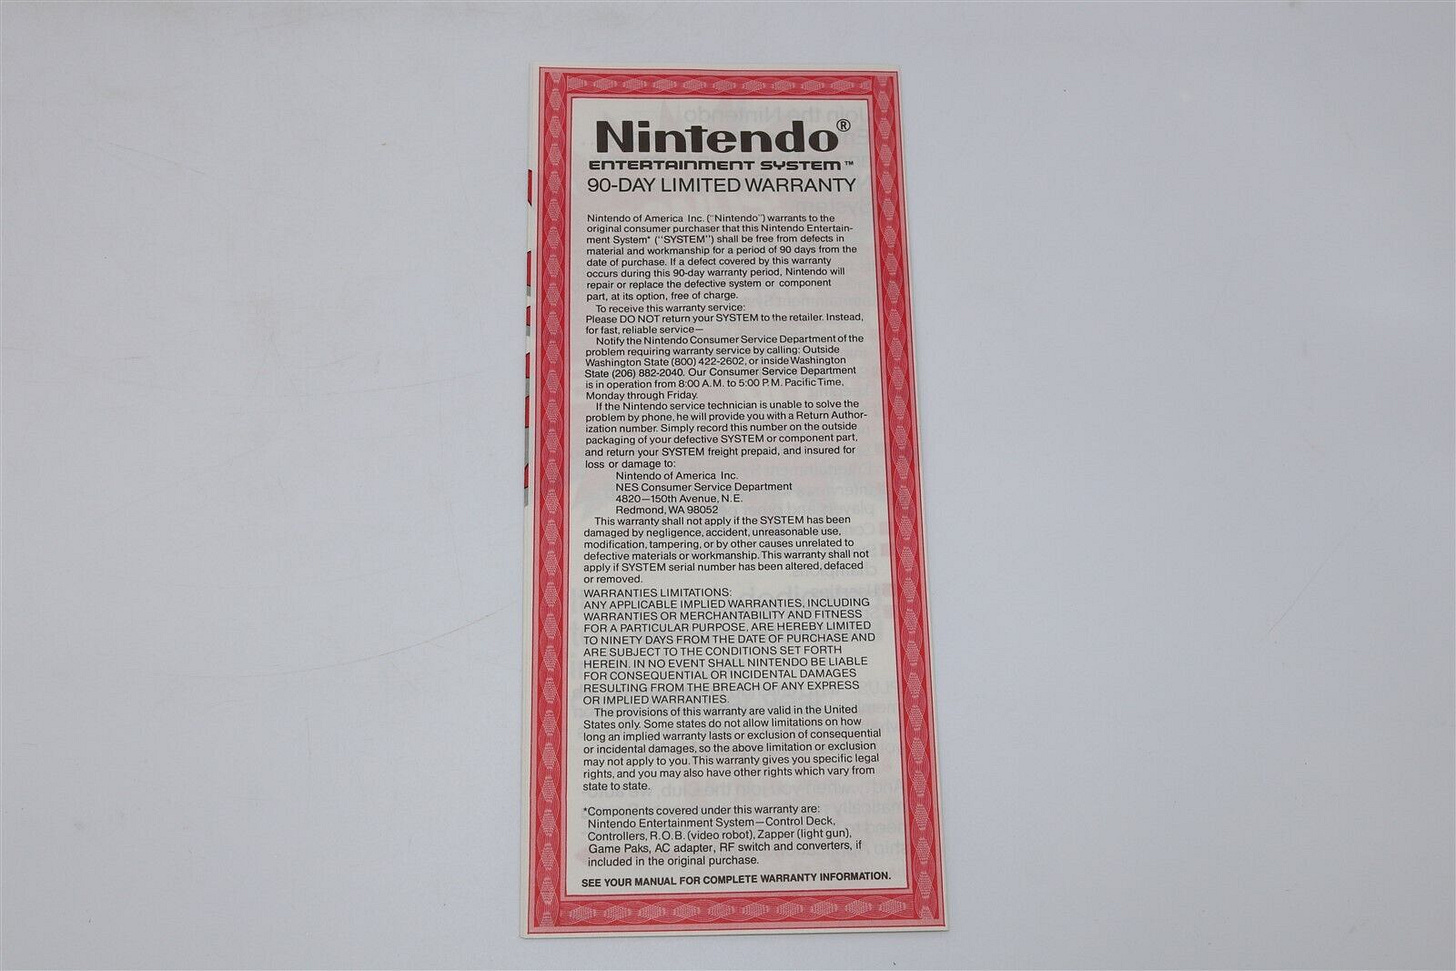 Nintendo®
ENTERTAINMENT SYSTEM™
90-DAY LIMITED WARRANTY
Nintendo of America Inc. ("Nintendo") warrants to the
original consumer purchaser that this Nintendo Entertain-
ment System* ("SYSTEM") shall be free from defects in
material and workmanship for a period of 90 days from the
date of purchase. If a defect covered by this warranty
occurs during this 90-day warranty period, Nintendo will
repair or replace the defective system or component
part, at its option, free of charge.
To receive this warranty service:
Please DO NOT return your SYSTEM to the retailer. Instead,
for fast, reliable service—
Notify the Nintendo Consumer Service Department of the
problem requiring warranty service by calling: Outside
Washington State (800) 422-2602, or inside Washington
State (206) 882-2040. Our Consumer Service Department
is in operation from 8:00 A.M. to 5:00 P.M. Pacific Time,
Monday through Friday.
If the Nintendo service technician is unable to solve the
problem by phone, he will provide you with a Return Author-
ization number. Simply record this number on the outside
packaging of your defective SYSTEM or component part,
and return your SYSTEM freight prepaid, and insured for
loss or damage to:
Nintendo of America Inc.
NES Consumer Service Department
4820—150th Avenue, N.E.
Redmond, WA 98052
This warranty shall not apply if the SYSTEM has been
damaged by negligence, accident, unreasonable use,
modification, tampering, or by other causes unrelated to
defective materials or workmanship. This warranty shall not
apply if SYSTEM serial number has been altered, defaced
or removed.
WARRANTIES LIMITATIONS:
ANY APPLICABLE IMPLIED WARRANTIES, INCLUDING
WARRANTIES OR MERCHANTABILITY AND FITNESS
FOR A PARTICULAR PURPOSE, ARE HEREBY LIMITED
TO NINETY DAYS FROM THE DATE OF PURCHASE AND
ARE SUBJECT TO THE CONDITIONS SET FORTH
HEREIN. IN NO EVENT SHALL NINTENDO BE LIABLE
FOR CONSEQUENTIAL OR INCIDENTAL DAMAGES
RESULTING FROM THE BREACH OF ANY EXPRESS
OR IMPLIED WARRANTIES.
The provisions of this warranty are valid in the United
States only. Some states do not allow limitations on how
long an implied warranty lasts or exclusion of consequential
or incidental damages, so the above limitation or exclusion
may not apply to you. This warranty gives you specific legal
rights, and you may also have other rights which vary from
state to state.
*Components covered under this warranty are:
Nintendo Entertainment System—Control Deck,
Controllers, R.O.B. (video robot), Zapper (light gun),
Game Paks, AC adapter, RF switch and converters, if
included in the original purchase.
SEE YOUR MANUAL FOR COMPLETE WARRANTY INFORMATION.